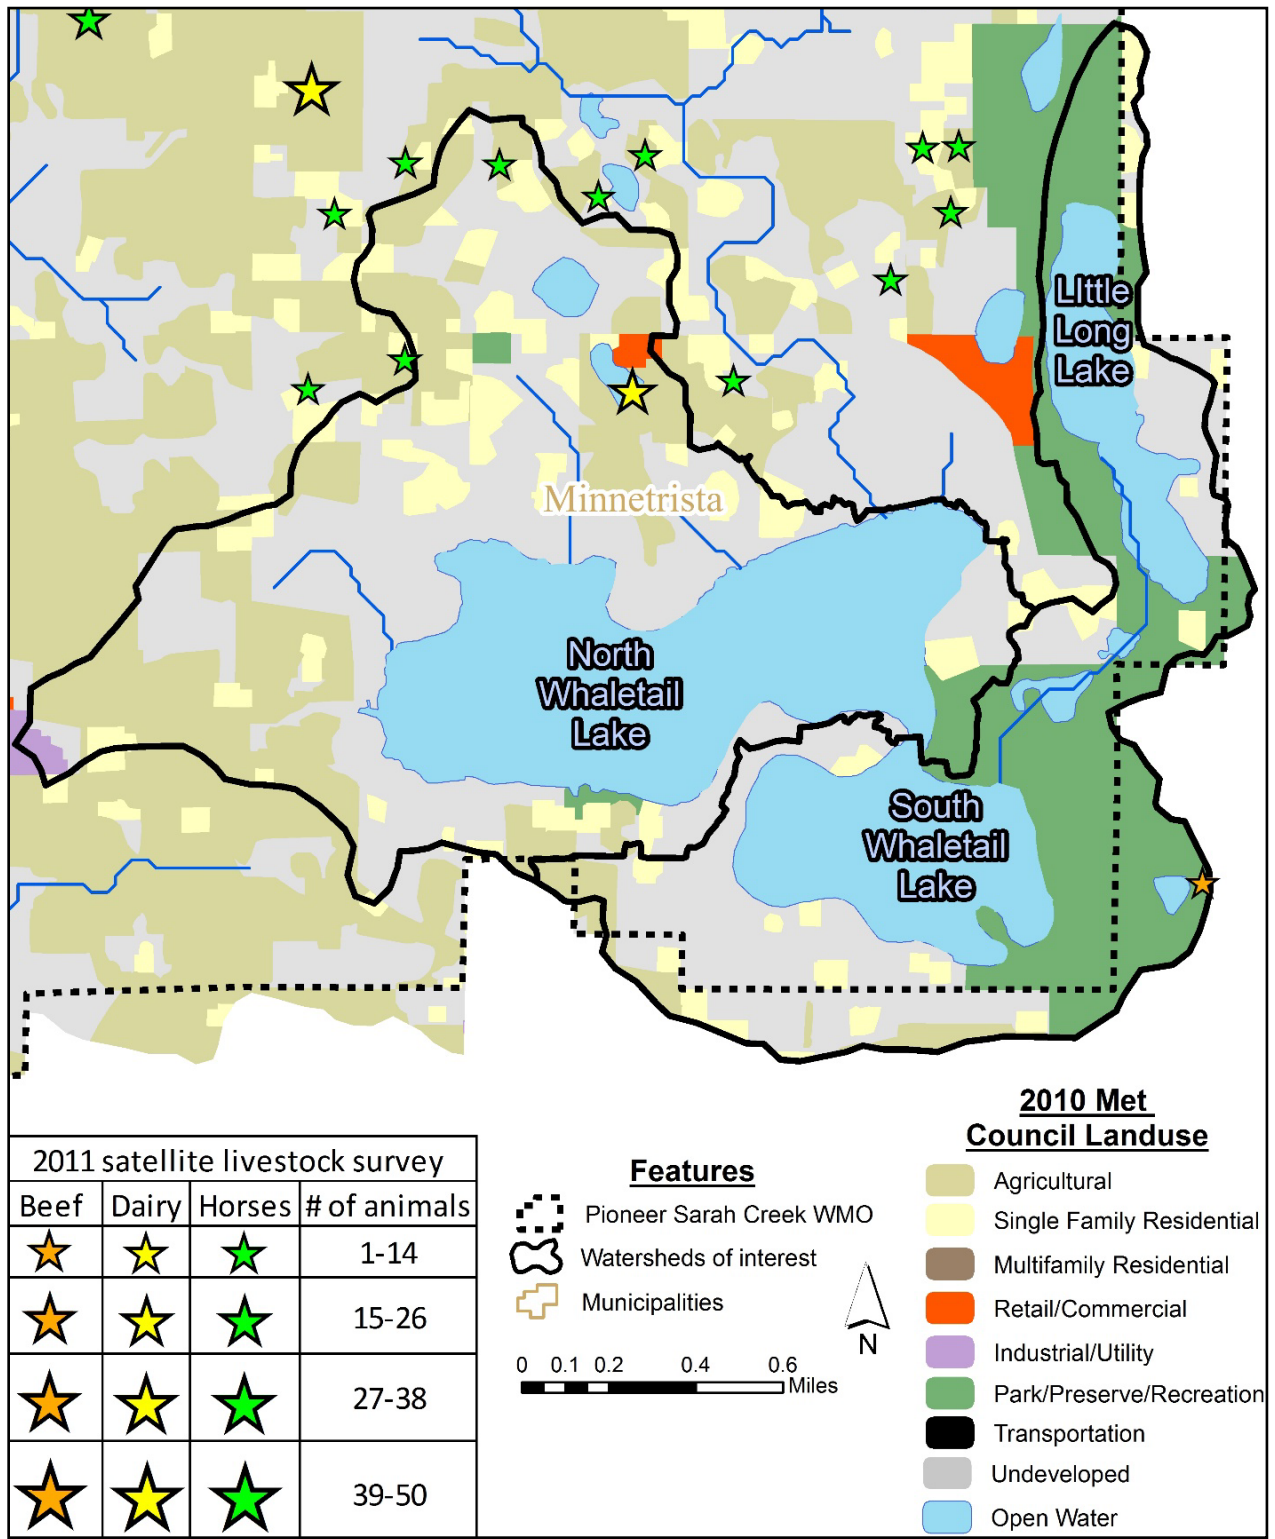 LIttle
Long
Lake
Minnetrista
North
Whaletail
Lake
South
Whaletail
Lake
2011 satellite livestock survey
Beef Dairy Horses # of animals
1-14
15-26
27-38
39-50
Features
Pioneer Sarah Creek WMO
Watersheds of interest
Municipalities
N
0 0.1 0.2 0.4 0.6
Miles
2010 Met
Council Landuse
Agricultural
Single Family Residential
Multifamily Residential
Retail/Commercial
Industrial/Utility
Park/Preserve/Recreation
Transportation
Undeveloped
Open Water